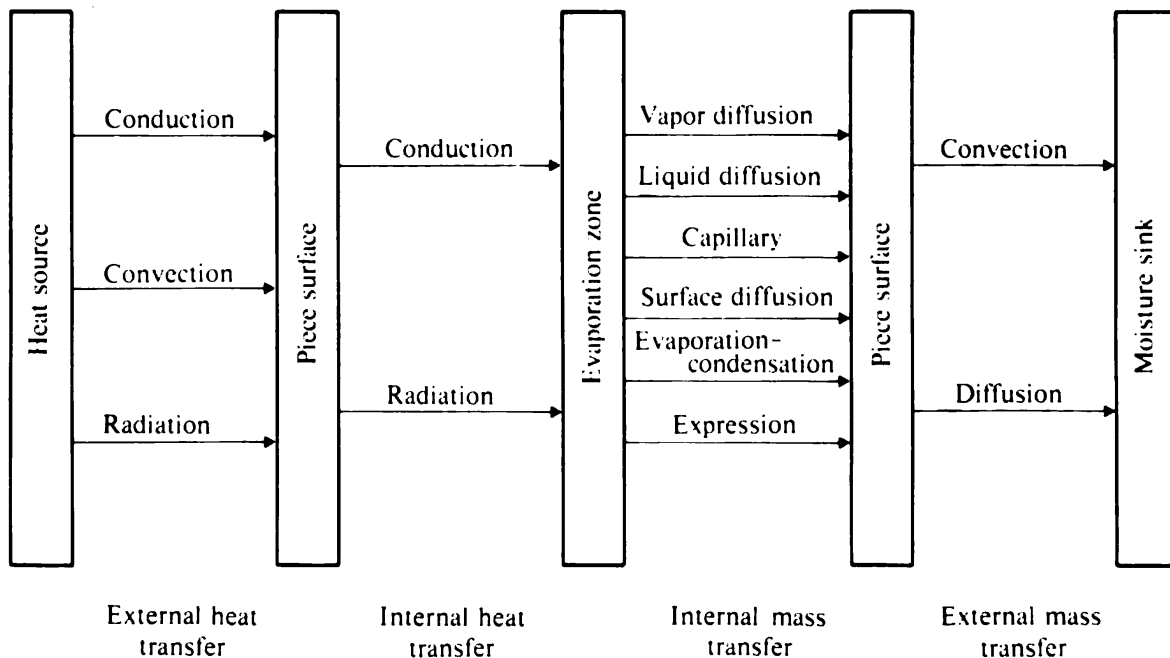 Heat source
Conduction
Convection
Radiation
Piece surface
Conduction
Radiation
Evaporation zone
Vapor diffusion
Liquid diffusion
Capillary
Surface diffusion
Evaporation-
condensation
Expression
Piece surface
Convection
Diffusion
Moisture sink
External heat
transfer
Internal heat
transfer
Internal mass
transfer
External mass
transfer